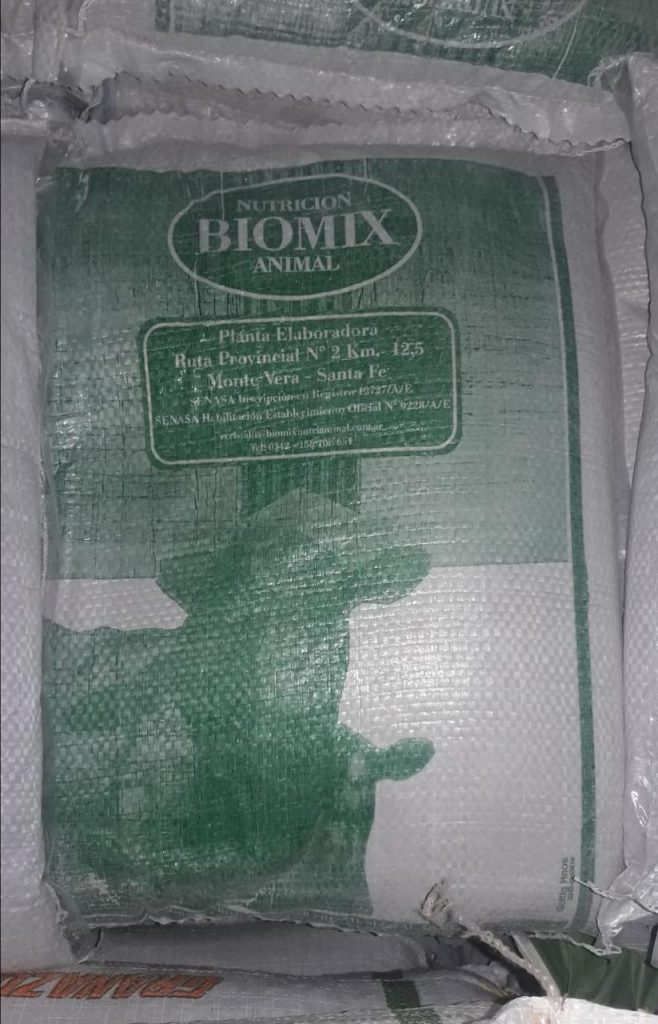 NUTRICION
BIOMIX
ANIMAL
Planta Elaboradora
Ruta Provincial N° 2 Km. 12,5
Monte Vera - Santa Fe
SENASA Inscripción en Registro 12727/A/E
SENASA Habilitación Establecimiento Oficial N° 9228/A/E